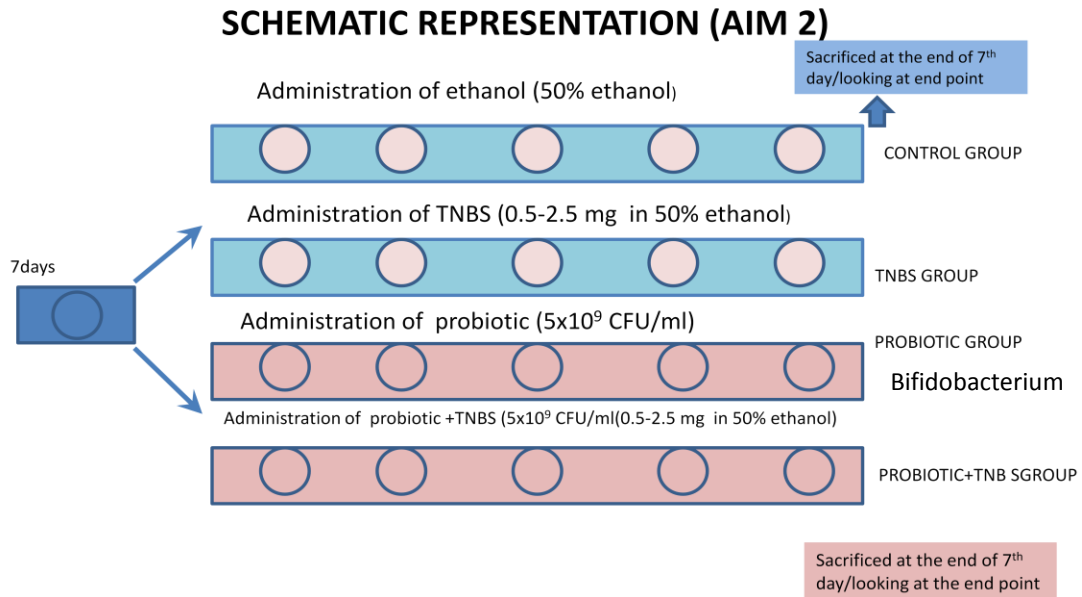 SCHEMATIC REPRESENTATION (AIM 2)
Sacrificed at the end of 7th
day/looking at end point
Administration of ethanol (50% ethanol)
CONTROL GROUP
Administration of TNBS (0.5-2.5 mg in 50% ethanol)
7days
TNBS GROUP
Administration of probiotic (5x10⁹ CFU/ml)
PROBIOTIC GROUP
Bifidobacterium
Administration of probiotic +TNBS (5x10⁹ CFU/ml(0.5-2.5 mg in 50% ethanol)
PROBIOTIC+TNB SGROUP
Sacrificed at the end of 7th
day/looking at the end point